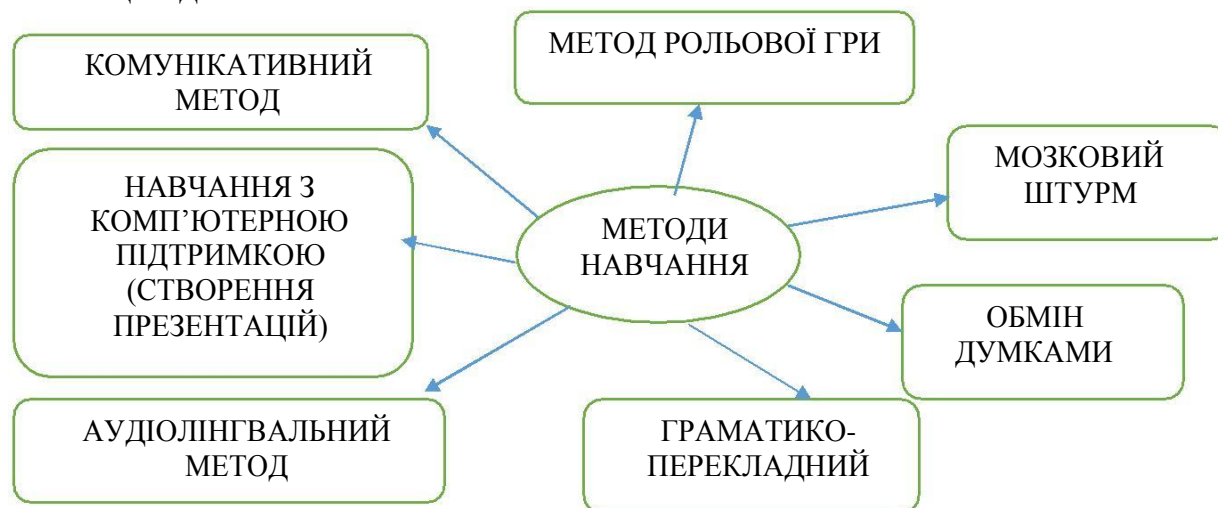 КОМУНІКАТИВНИЙ
МЕТОД
МЕТОД РОЛЬОВОЇ ГРИ
МОЗКОВИЙ
ШТУРМ
НАВЧАННЯ З
КОМП’ЮТЕРНОЮ
ПІДТРИМКОЮ
(СТВОРЕННЯ
ПРЕЗЕНТАЦІЙ)
МЕТОДИ
НАВЧАННЯ
ОБМІН
ДУМКАМИ
АУДІОЛІНГВАЛЬНИЙ
МЕТОД
ГРАМАТИКО-
ПЕРЕКЛАДНИЙ